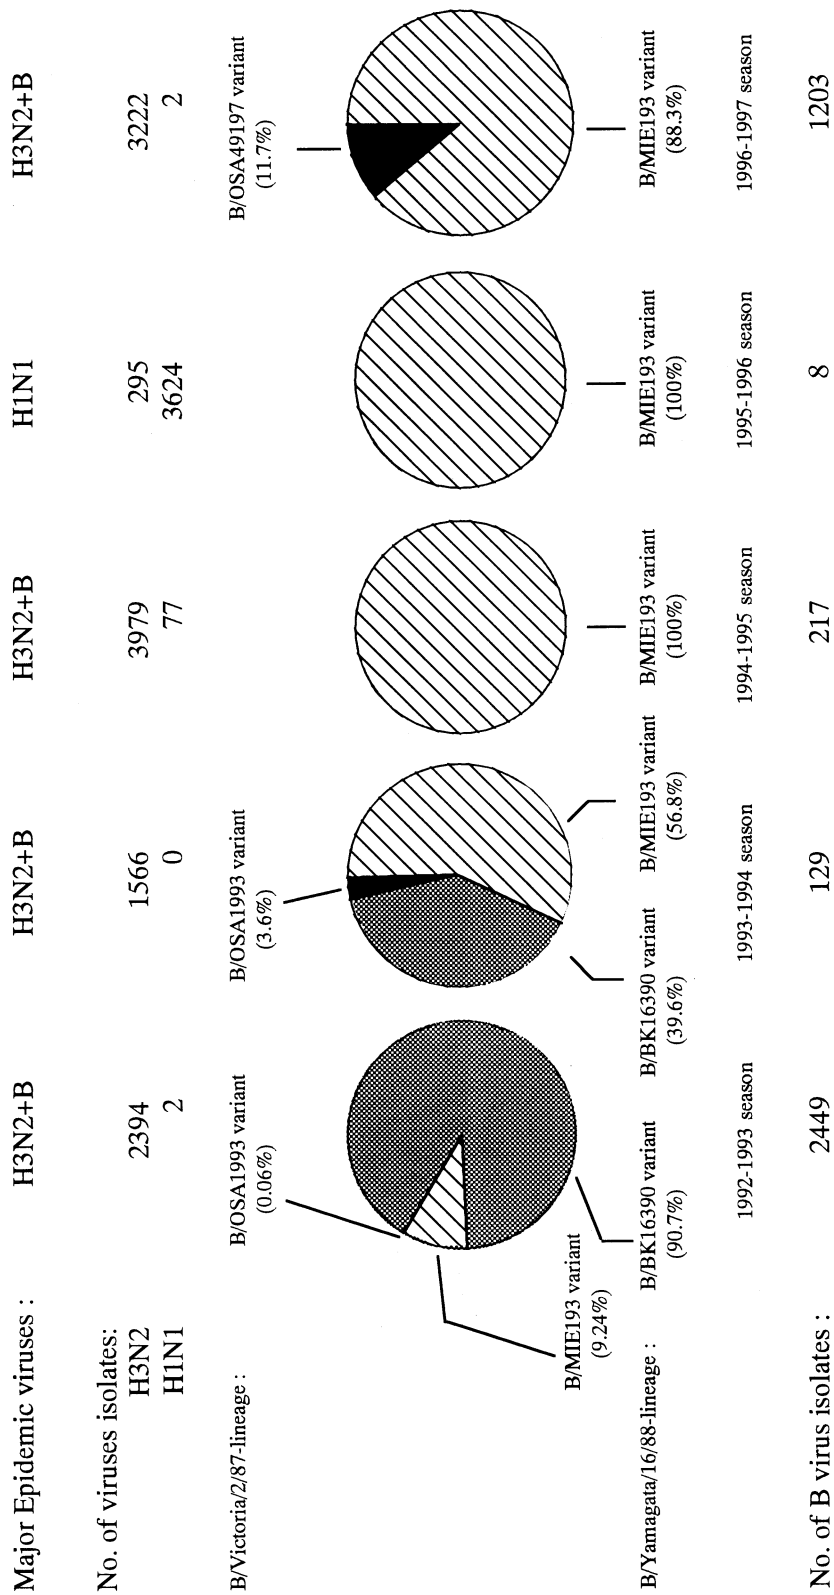 Major Epidemic viruses : H3N2+B H3N2+B H3N2+B H1N1 H3N2+B
No. of viruses isolates:
H3N2 2394 1566 3979 295 3222
H1N1 2 0 77 3624 2
B/Victoria/2/87-lineage : B/OSA1993 variant B/OSA1993 variant B/OSA49197 variant
(0.06%) (3.6%) (11.7%)
B/MIE193 variant
(9.24%)
B/Yamagata/16/88-lineage : B/BK16390 variant B/BK16390 variant B/MIE193 variant B/MIE193 variant B/MIE193 variant B/MIE193 variant
(90.7%) (39.6%) (56.8%) (100%) (100%) (88.3%)
1992-1993 season 1993-1994 season 1994-1995 season 1995-1996 season 1996-1997 season
No. of B virus isolates : 2449 129 217 8 1203